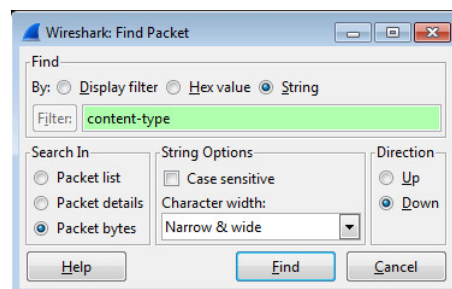 Wireshark: Find Packet
Find
By: Display filter Hex value String
Filter: content-type
Search In String Options Direction
Packet list Case sensitive Up
Packet details Character width: Down
Packet bytes Narrow & wide
Help Find Cancel